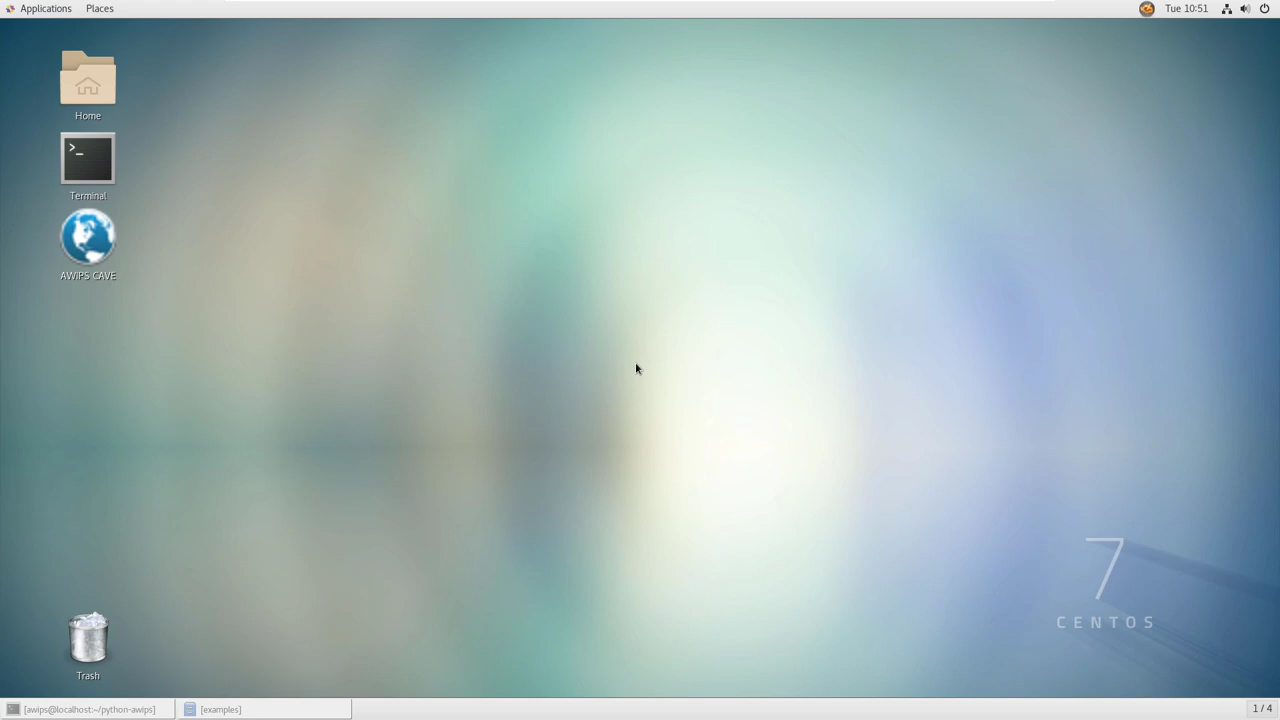 Applications Places Tue 10:51
Home
>_
Terminal
AWIPS CAVE
7
CENTOS
Trash
[awips@localhost:~/python-awips] [examples] 1 / 4